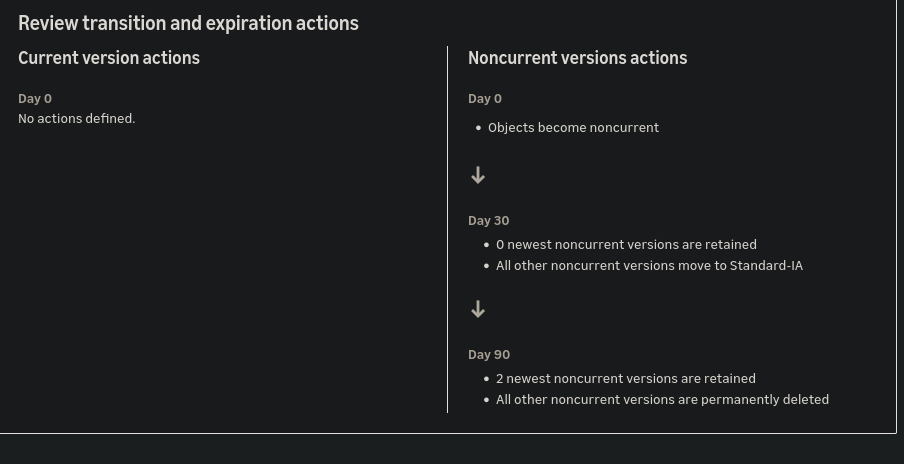 Review transition and expiration actions
Current version actions
Day 0
No actions defined.
Noncurrent versions actions
Day 0
Objects become noncurrent
Day 30
0 newest noncurrent versions are retained
All other noncurrent versions move to Standard-IA
Day 90
2 newest noncurrent versions are retained
All other noncurrent versions are permanently deleted